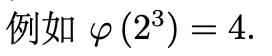 例如 φ(2³) = 4.